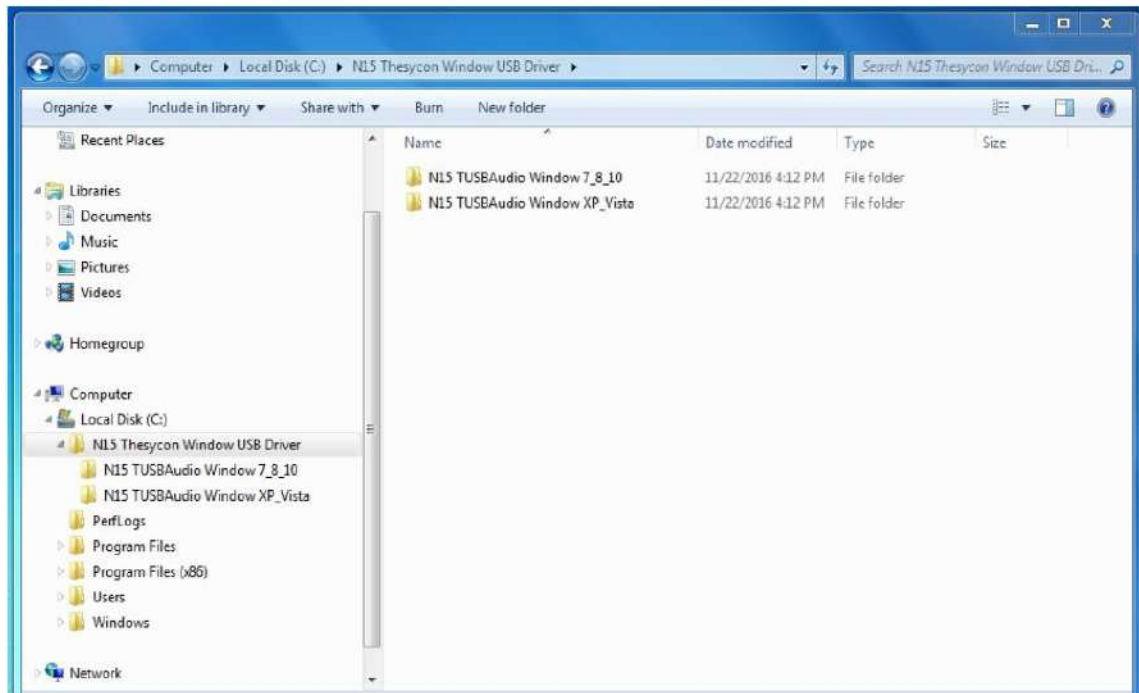 Computer Local Disk (C:) N15 Thesycon Window USB Driver Search N15 Thesycon Window USB Dri...
Organize Include in library Share with Burn New folder
Recent Places
Libraries
Documents
Music
Pictures
Videos
Homegroup
Computer
Local Disk (C:)
N15 Thesycon Window USB Driver
N15 TUSBAudio Window 7_8_10
N15 TUSBAudio Window XP_Vista
PerfLogs
Program Files
Program Files (x86)
Users
Windows
Network
Name Date modified Type Size
N15 TUSBAudio Window 7_8_10 11/22/2016 4:12 PM File folder
N15 TUSBAudio Window XP_Vista 11/22/2016 4:12 PM File folder